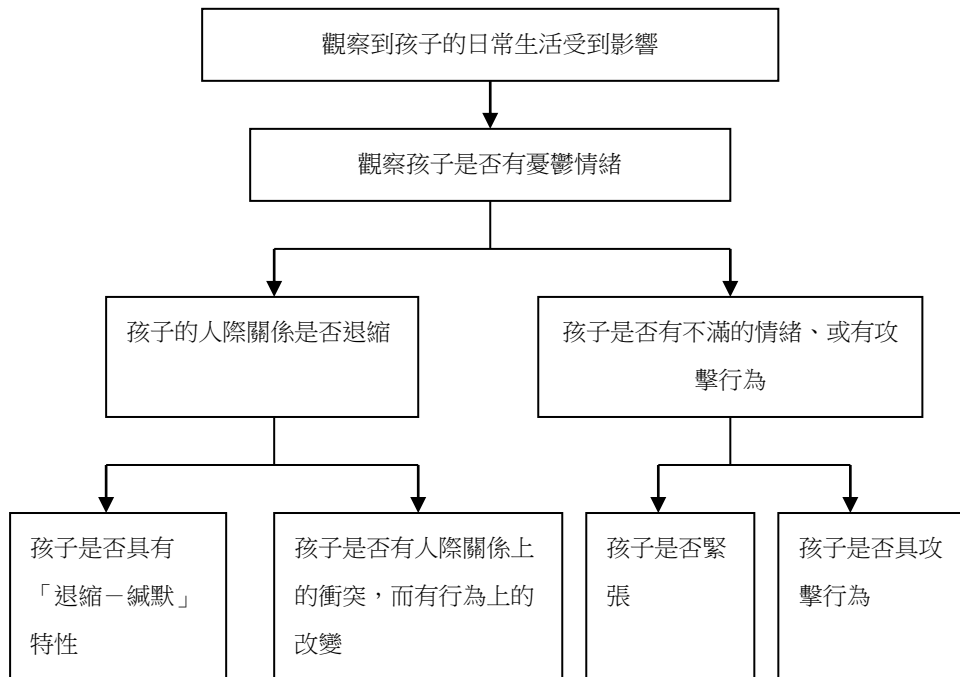 觀察到孩子的日常生活受到影響
觀察孩子是否有憂鬱情緒
孩子的人際關係是否退縮
孩子是否有不滿的情緒、或有攻
擊行為
孩子是否具有
「退縮－緘默」
特性
孩子是否有人際關係上
的衝突，而有行為上的
改變
孩子是否緊
張
孩子是否具攻
擊行為